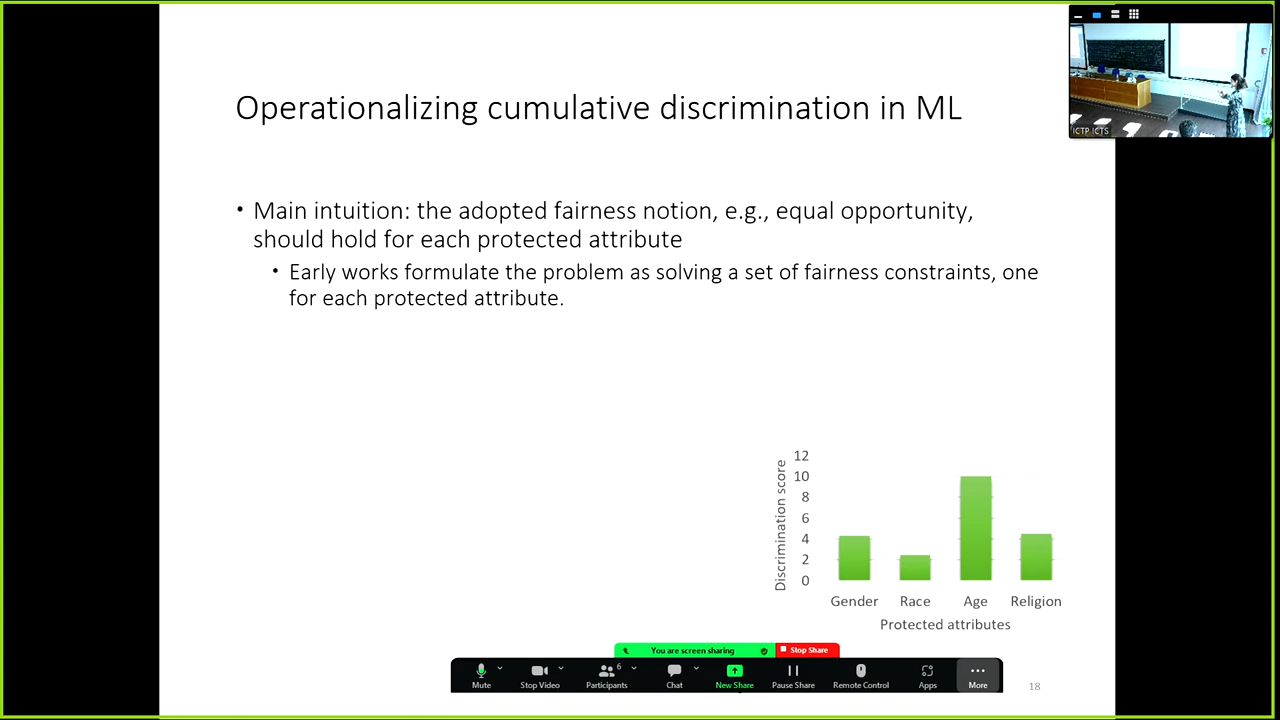 Operationalizing cumulative discrimination in ML
ICTP ICTS
• Main intuition: the adopted fairness notion, e.g., equal opportunity,
should hold for each protected attribute
• Early works formulate the problem as solving a set of fairness constraints, one
for each protected attribute.
Discrimination score
12
10
8
6
4
2
0
Gender Race Age Religion
Protected attributes
You are screen sharing Stop Share
6
Mute Stop Video Participants Chat New Share Pause Share Remote Control Apps More
18